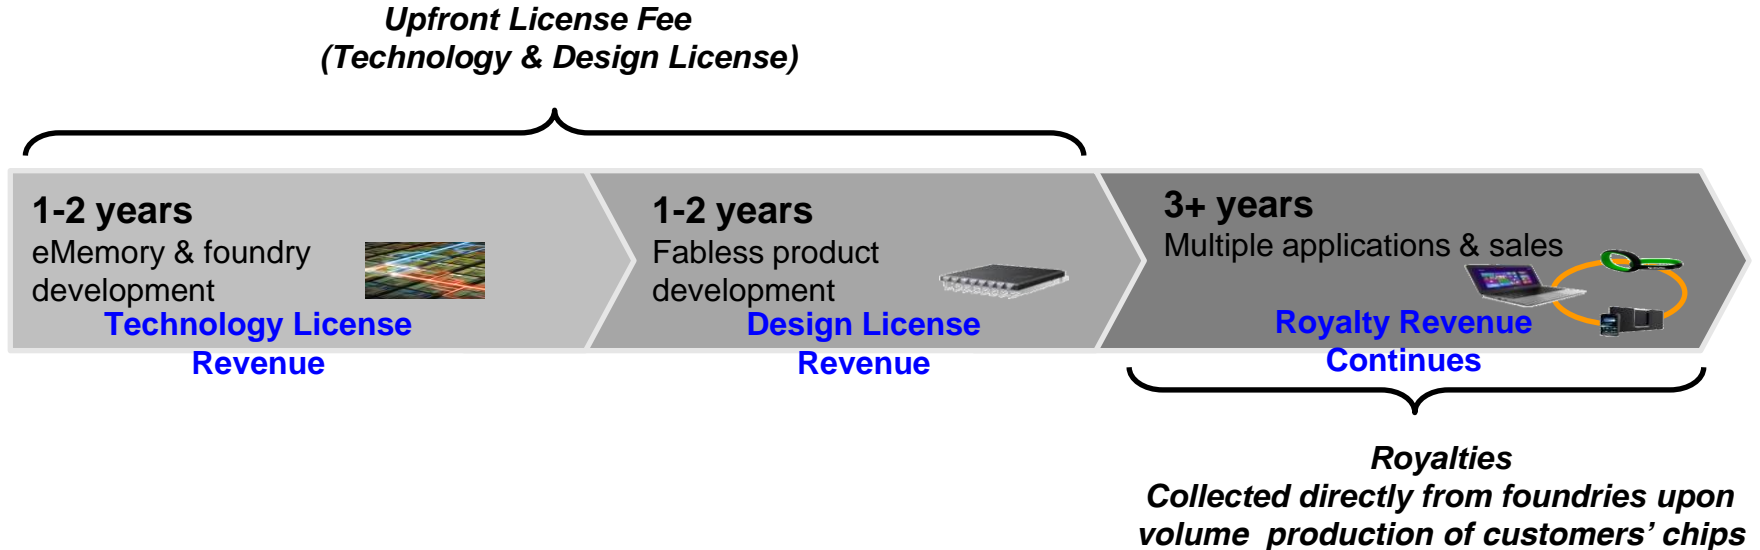 Upfront License Fee
(Technology & Design License)
1-2 years
eMemory & foundry
development
Technology License
Revenue
1-2 years
Fabless product
development
Design License
Revenue
3+ years
Multiple applications & sales
Royalty Revenue
Continues
Royalties
Collected directly from foundries upon
volume production of customers’ chips